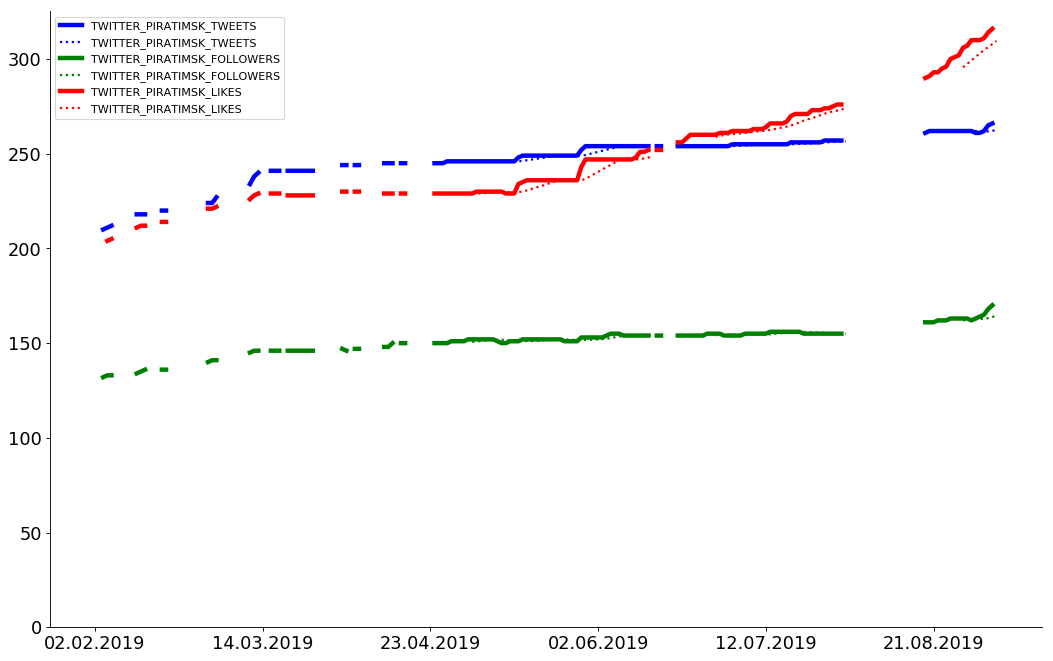 TWITTER_PIRATIMSK_TWEETS
TWITTER_PIRATIMSK_TWEETS
TWITTER_PIRATIMSK_FOLLOWERS
TWITTER_PIRATIMSK_FOLLOWERS
TWITTER_PIRATIMSK_LIKES
TWITTER_PIRATIMSK_LIKES
300
250
200
150
100
50
0
02.02.2019 14.03.2019 23.04.2019 02.06.2019 12.07.2019 21.08.2019